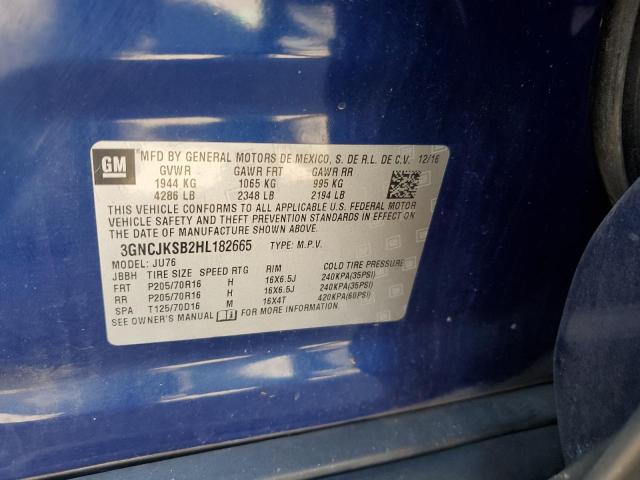 GM
MFD BY GENERAL MOTORS DE MEXICO, S. DE R.L. DE C.V. 12/16
GVWR GAWR FRT GAWR RR
1944 KG 1065 KG 995 KG
4286 LB 2348 LB 2194 LB
THIS VEHICLE CONFORMS TO ALL APPLICABLE U.S. FEDERAL MOTOR
VEHICLE SAFETY AND THEFT PREVENTION STANDARDS IN EFFECT ON
THE DATE OF MANUFACTURE SHOWN ABOVE.
3GNCJKSB2HL182665 TYPE: M.P.V.
MODEL: JU76
JBBH TIRE SIZE SPEED RTG RIM COLD TIRE PRESSURE
FRT P205/70R16 H 16X6.5J 240KPA(35PSI)
RR P205/70R16 H 16X6.5J 240KPA(35PSI)
SPA T125/70D16 M 16X4T 420KPA(60PSI)
SEE OWNER'S MANUAL FOR MORE INFORMATION.